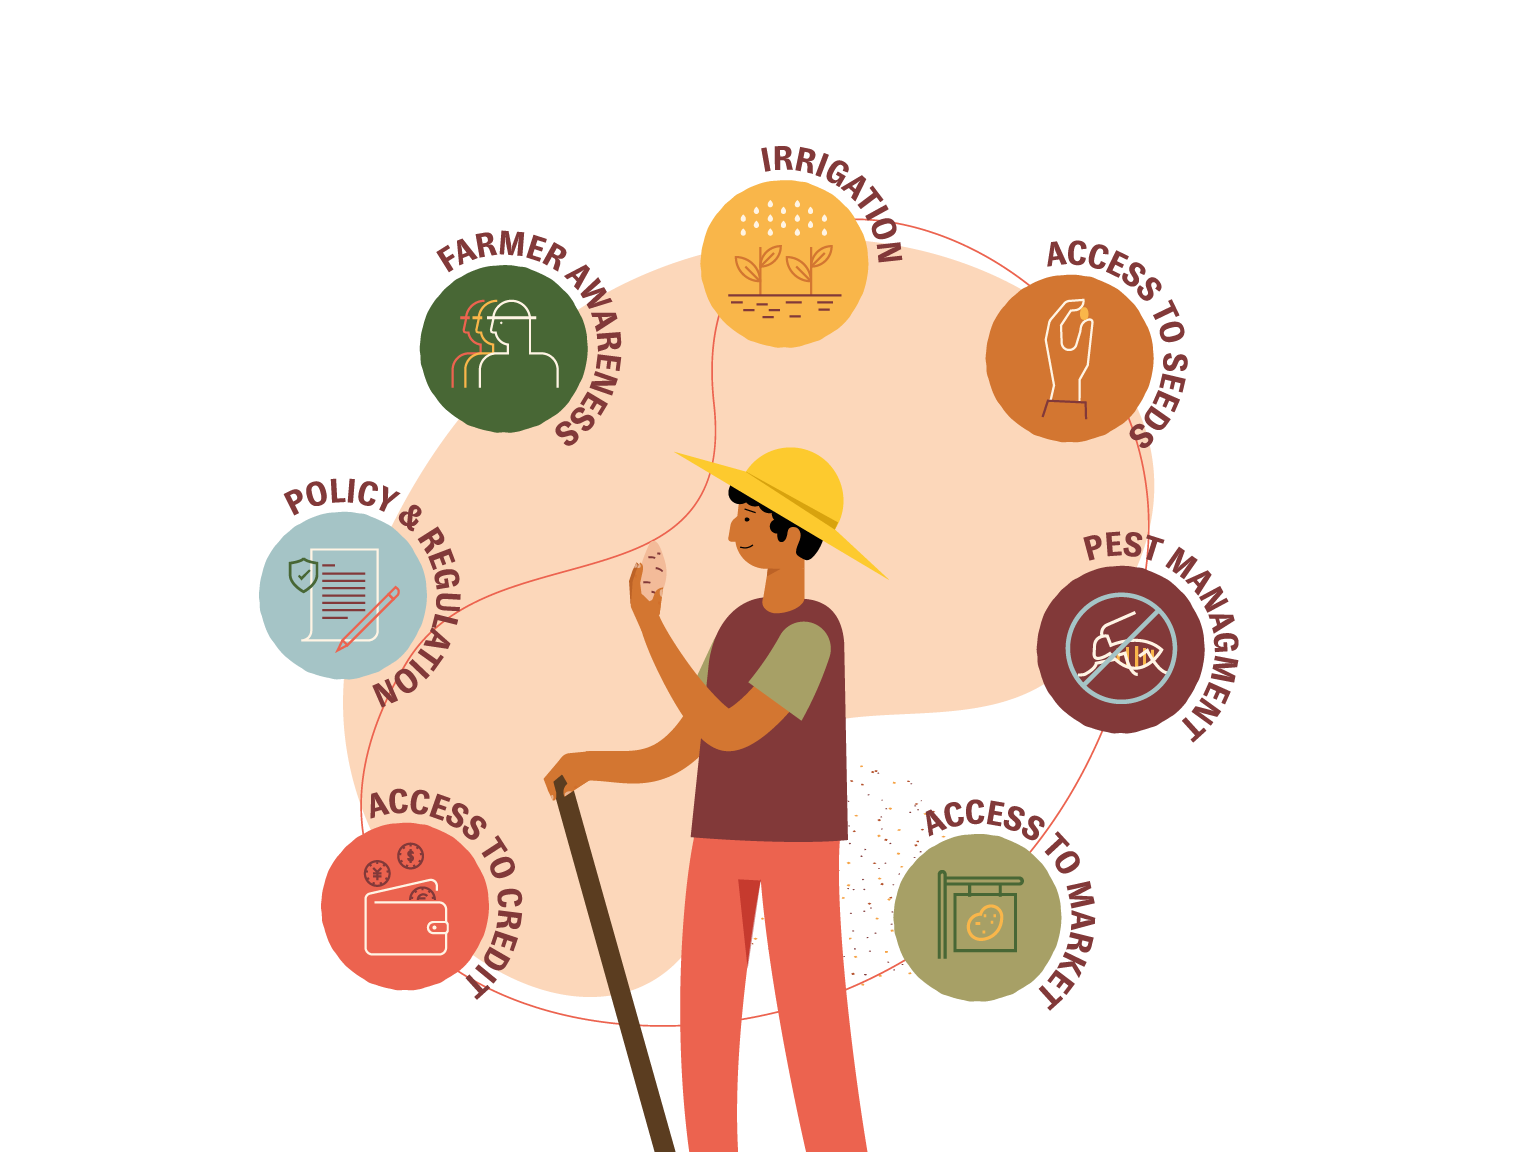 IRRIGATION
FARMER AWARENESS
ACCESS TO SEEDS
POLICY & REGULATION
PEST MANAGMENT
ACCESS TO CREDIT
ACCESS TO MARKET
$
¥
€